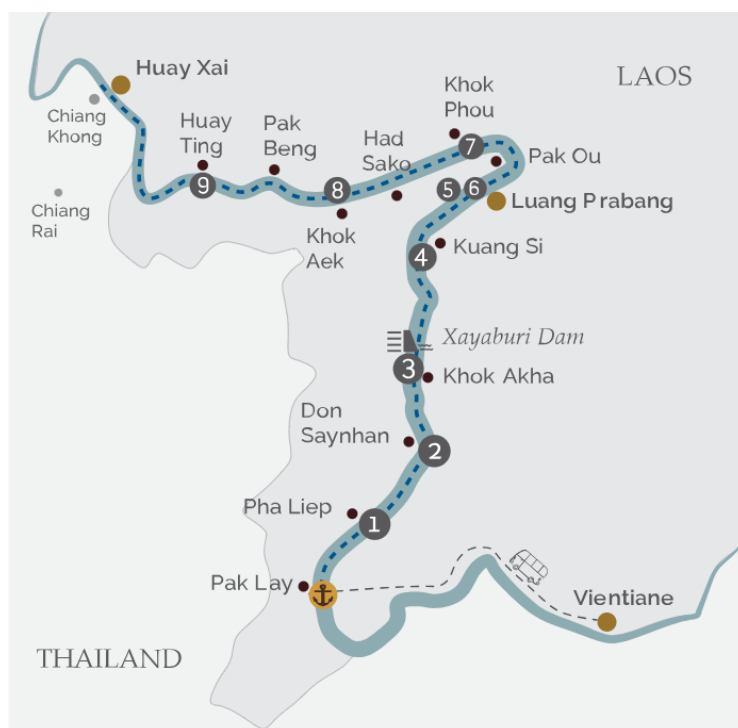 Huay Xai
LAOS
Khok
Phou
Chiang
Khong
Huay
Ting
Pak
Beng
Had
Sako
7
Pak Ou
9
8
5
6
Chiang
Rai
Luang Prabang
Khok
Aek
4
Kuang Si
Xayaburi Dam
3
Khok Akha
Don
Saynhan
2
Pha Liep
1
Pak Lay
Vientiane
THAILAND